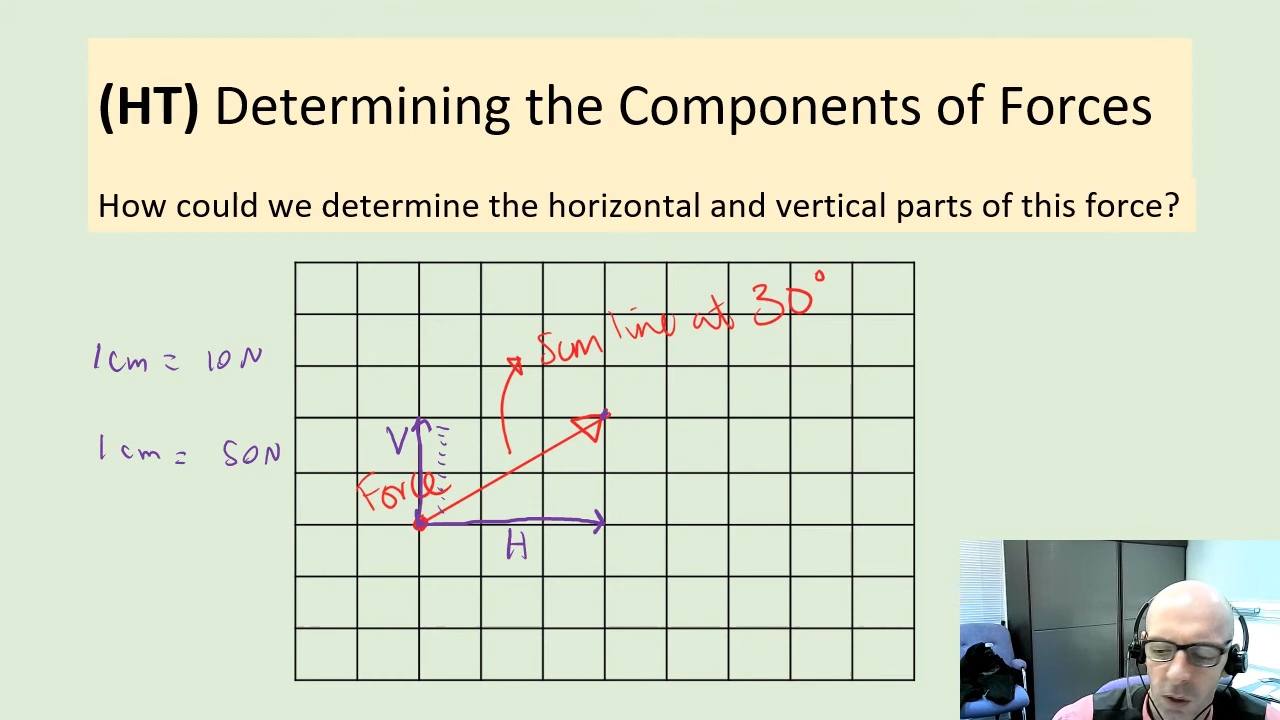 (HT) Determining the Components of Forces
How could we determine the horizontal and vertical parts of this force?
5cm line at 30°
1cm = 10N
V
1cm = 50N
Force
H